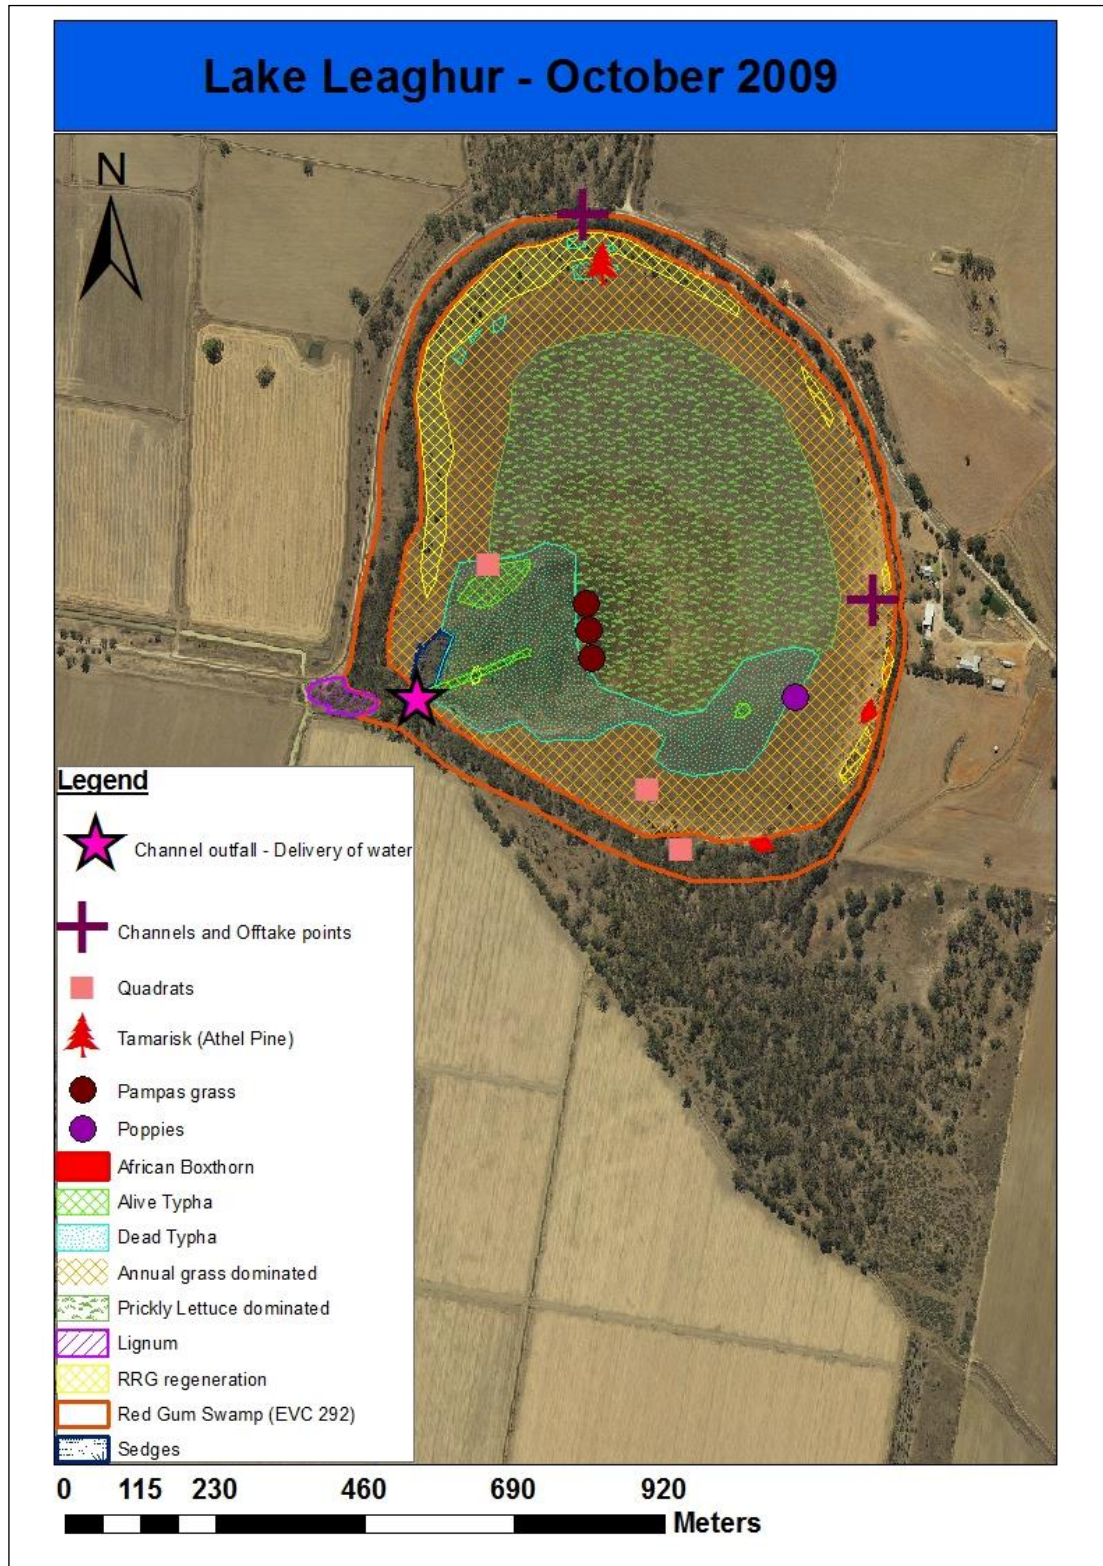 Lake Leaghur - October 2009
N
Legend
Channel outfall - Delivery of water
Channels and Offtake points
Quadrats
Tamarisk (Athel Pine)
Pampas grass
Poppies
African Boxthorn
Alive Typha
Dead Typha
Annual grass dominated
Prickly Lettuce dominated
Lignum
RRG regeneration
Red Gum Swamp (EVC 292)
Sedges
0 115 230 460 690 920
Meters